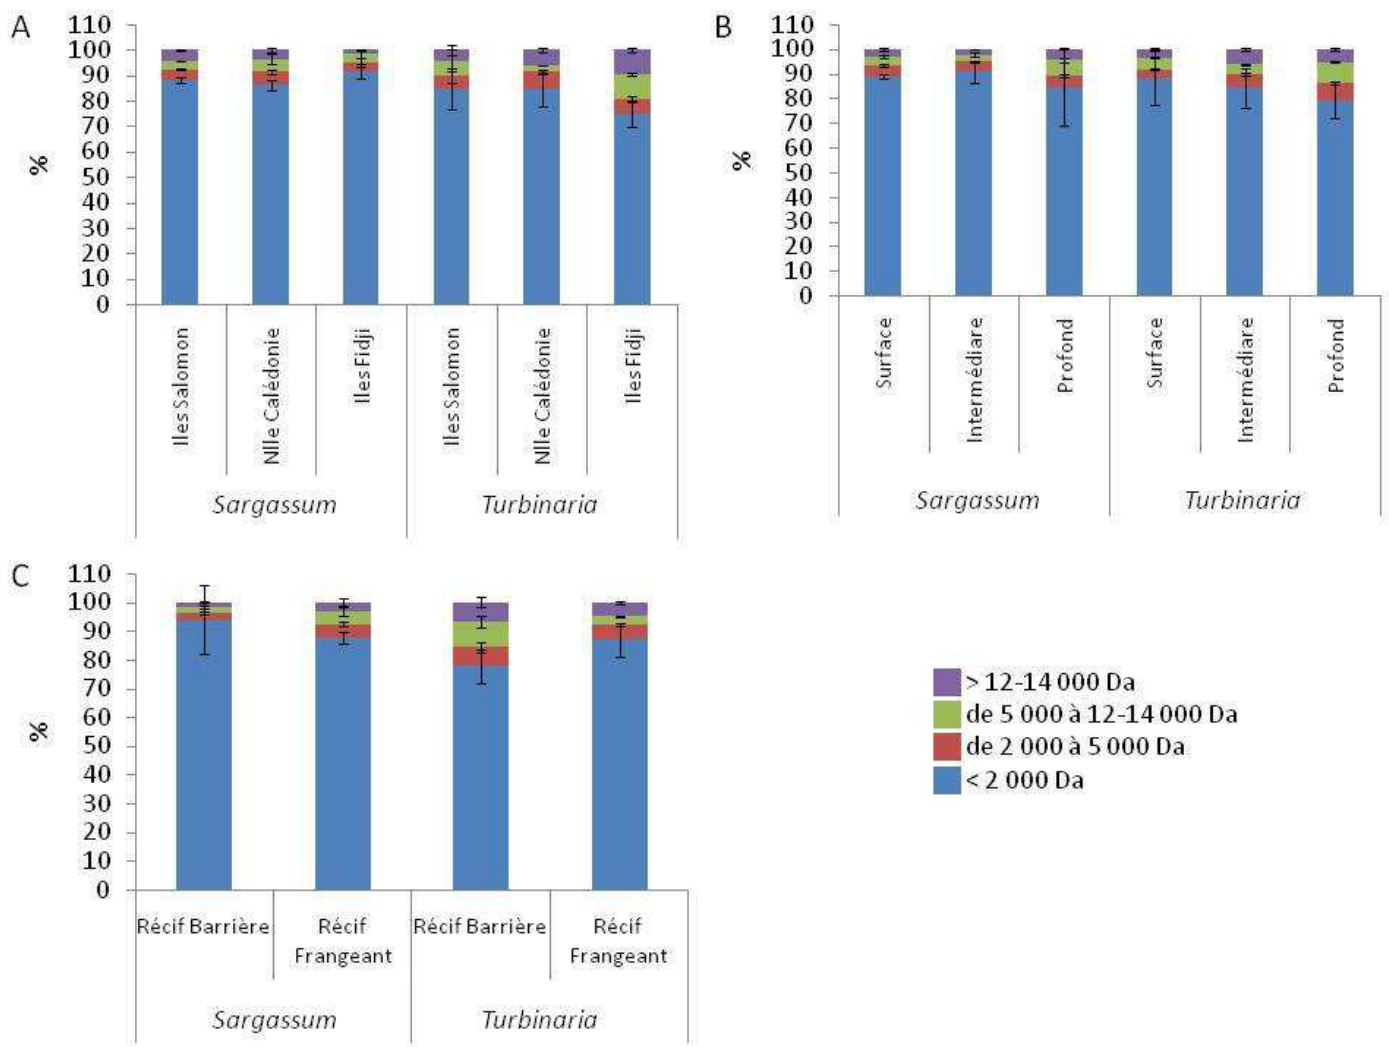 A
110
100
90
80
70
60
50
40
30
20
10
0
%
Iles Salomon
Nlle Calédonie
Iles Fidji
Iles Salomon
Nlle Calédonie
Iles Fidji
Sargassum
Turbinaria
B
110
100
90
80
70
60
50
40
30
20
10
0
%
Surface
Intermédiare
Profond
Surface
Intermédiare
Profond
Sargassum
Turbinaria
C
110
100
90
80
70
60
50
40
30
20
10
0
%
Récif Barrière
Récif
Frangeant
Récif Barrière
Récif
Frangeant
Sargassum
Turbinaria
> 12-14 000 Da
de 5 000 à 12-14 000 Da
de 2 000 à 5 000 Da
< 2 000 Da